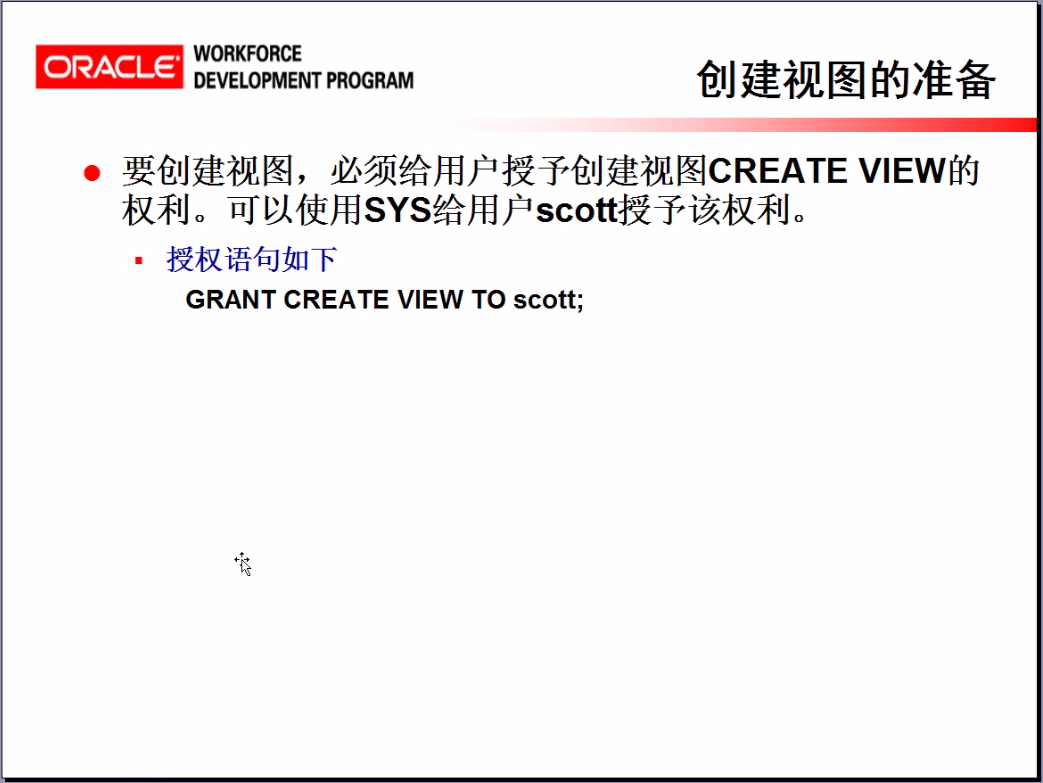 ORACLE
WORKFORCE
DEVELOPMENT PROGRAM
创建视图的准备
要创建视图，必须给用户授予创建视图CREATE VIEW的
权利。可以使用SYS给用户scott授予该权利。
授权语句如下
GRANT CREATE VIEW TO scott;